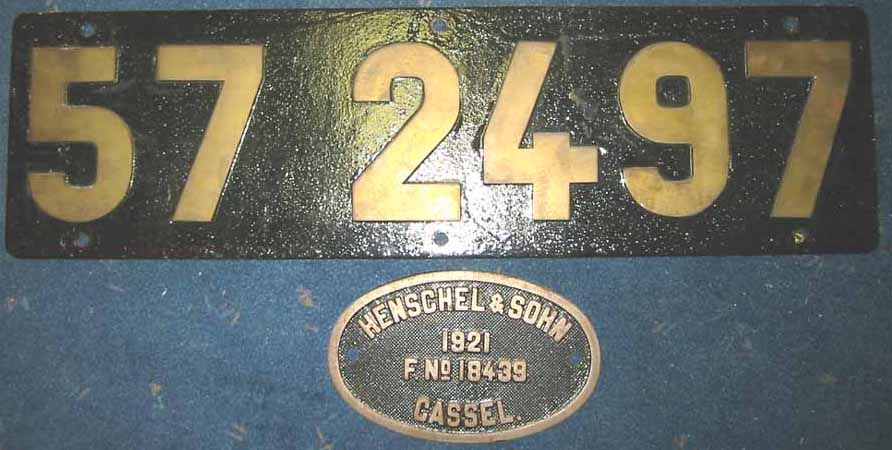 57 2497
HENSCHEL & SOHN
1921
F. No 18439
CASSEL.